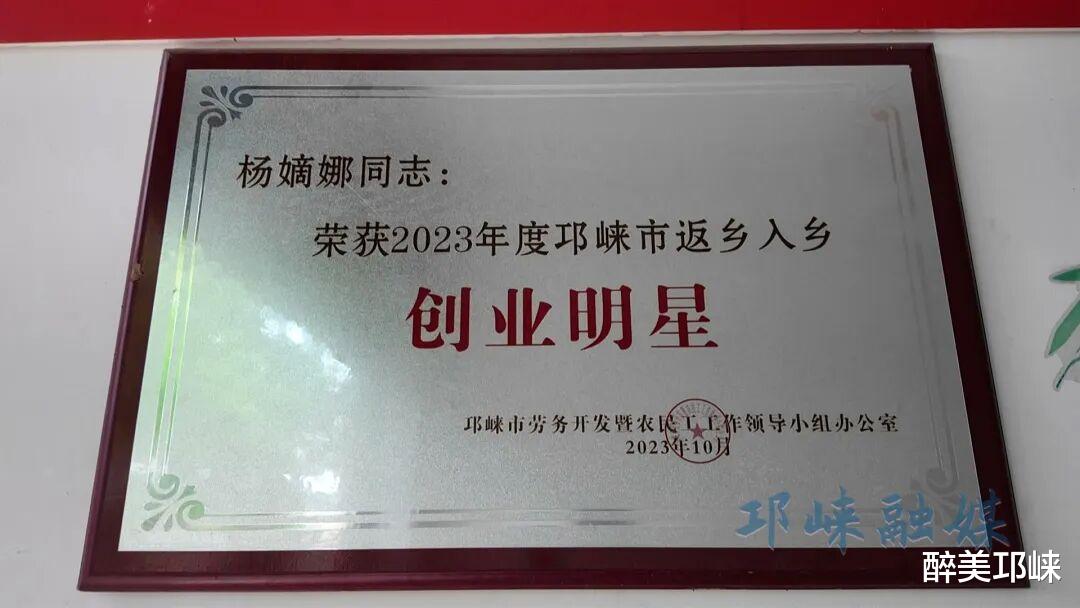 杨嫡娜同志：
荣获2023年度邛崃市返乡入乡
创业明星
邛崃市劳务开发暨农民工工作领导小组办公室
2023年10月
邛崃融媒
醉美邛崃